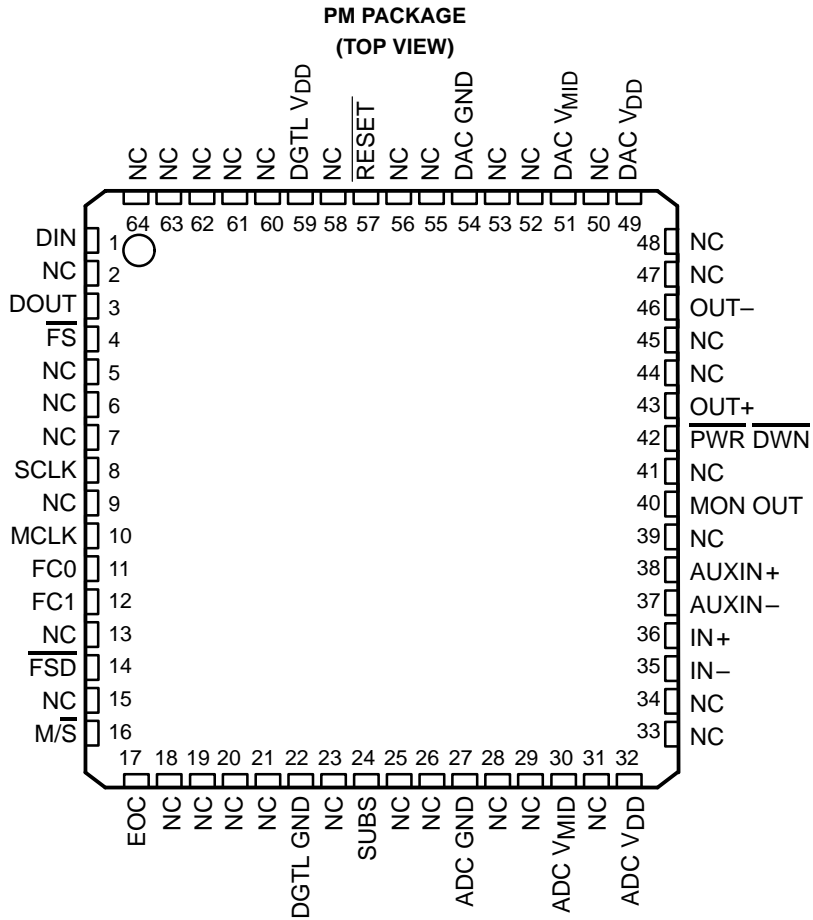 PM PACKAGE
(TOP VIEW)
NC
NC
NC
NC
NC
DGTL VDD
NC
RESET
NC
NC
DAC GND
NC
NC
DAC VMID
NC
DAC VDD
64 63 62 61 60 59 58 57 56 55 54 53 52 51 50 49
DIN 1
NC 2
DOUT 3
FS 4
NC 5
NC 6
NC 7
SCLK 8
NC 9
MCLK 10
FC0 11
FC1 12
NC 13
FSD 14
NC 15
M/S 16
48 NC
47 NC
46 OUT–
45 NC
44 NC
43 OUT+
42 PWR DWN
41 NC
40 MON OUT
39 NC
38 AUXIN+
37 AUXIN–
36 IN+
35 IN–
34 NC
33 NC
17 18 19 20 21 22 23 24 25 26 27 28 29 30 31 32
EOC
NC
NC
NC
NC
DGTL GND
NC
SUBS
NC
NC
ADC GND
NC
NC
ADC VMID
NC
ADC VDD